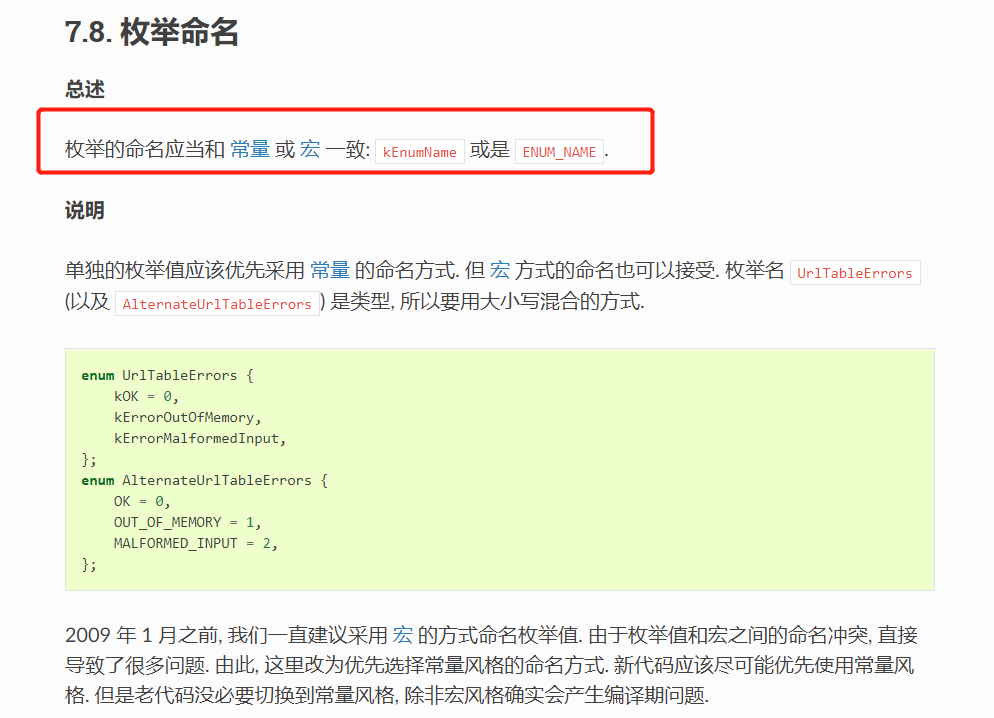 7.8. 枚举命名
总述
枚举的命名应当和 常量 或 宏 一致: kEnumName 或是 ENUM_NAME.
说明
单独的枚举值应该优先采用 常量 的命名方式. 但 宏 方式的命名也可以接受. 枚举名 UrlTableErrors
(以及 AlternateUrlTableErrors) 是类型, 所以要用大小写混合的方式.
enum UrlTableErrors {
    kOK = 0,
    kErrorOutOfMemory,
    kErrorMalformedInput,
};
enum AlternateUrlTableErrors {
    OK = 0,
    OUT_OF_MEMORY = 1,
    MALFORMED_INPUT = 2,
};
2009 年 1 月之前, 我们一直建议采用 宏 的方式命名枚举值. 由于枚举值和宏之间的命名冲突, 直接
导致了很多问题. 由此, 这里改为优先选择常量风格的命名方式. 新代码应该尽可能优先使用常量风
格. 但是老代码没必要切换到常量风格, 除非宏风格确实会产生编译期问题.